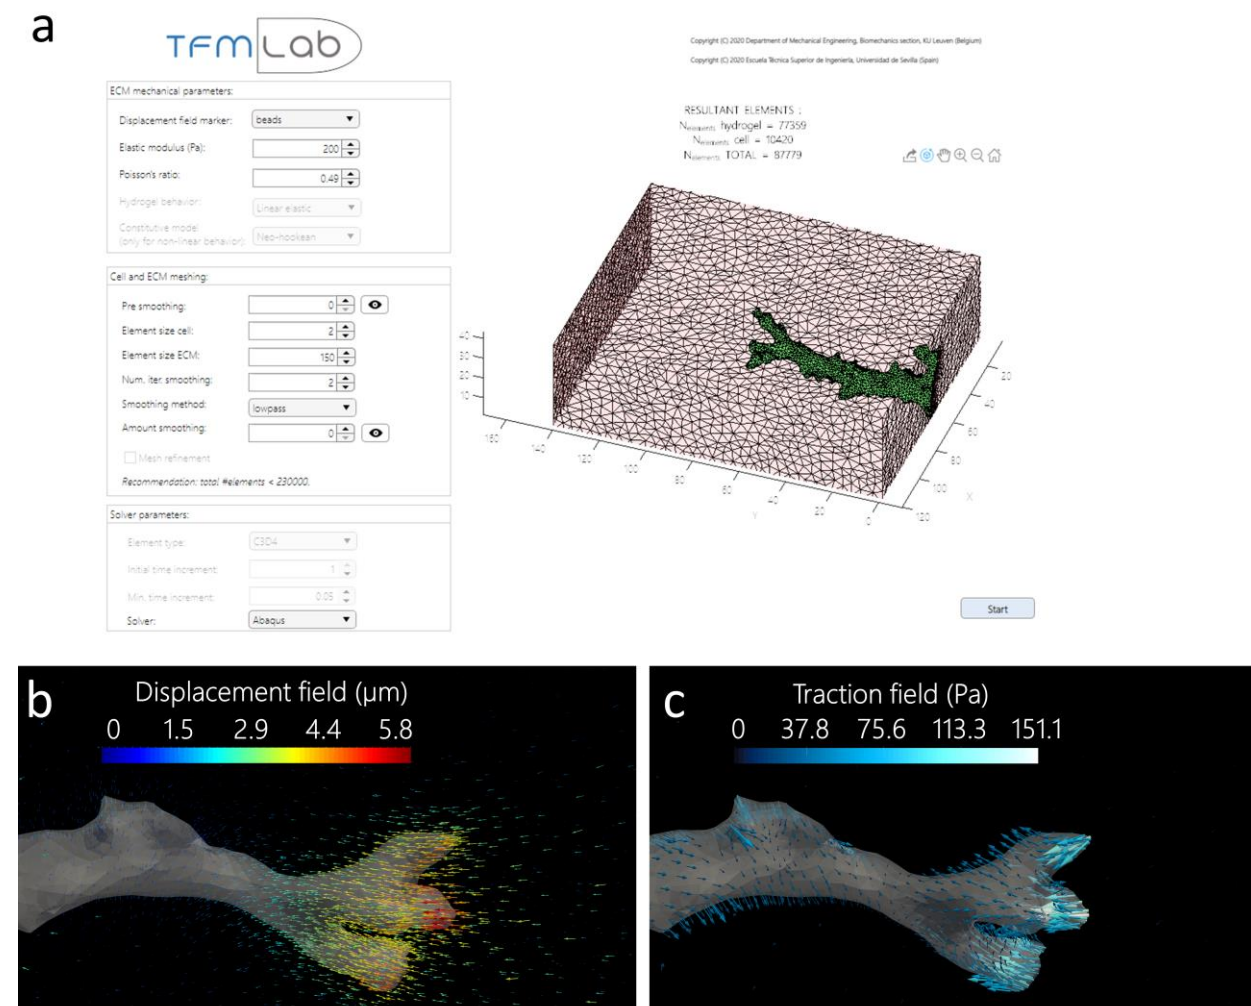 a
TFMLab
ECM mechanical parameters:
Displacement field marker: beads
Elastic modulus (Pa): 200
Poisson's ratio: 0.49
Hydrogel behavior: Linear elastic
Constitutive model
(only for non-linear behavior) Neo-hookean
Cell and ECM meshing:
Pre smoothing: 0
Element size cell: 2
Element size ECM: 150
Num. iter. smoothing: 2
Smoothing method: lowpass
Amount smoothing: 0
Mesh refinement
Recommendation: total #elements < 230000.
Solver parameters:
Element type: C3D4
Initial time increment: 1
Min. time increment: 0.05
Solver: Abaqus
Copyright (C) 2020 Department of Mechanical Engineering, Biomechanics section, KU Leuven (Belgium)
Copyright (C) 2020 Escuela Técnica Superior de Ingeniería, Universidad de Sevilla (Spain)
RESULTANT ELEMENTS :
Nelements hydrogel = 77359
Nelements cell = 10420
Nelements TOTAL = 87779
40
30
20
10
160 140 120 100 80 60 40 20 0
Y
20 40 60 80 100 120
X
Start
b
Displacement field (µm)
0 1.5 2.9 4.4 5.8
c
Traction field (Pa)
0 37.8 75.6 113.3 151.1